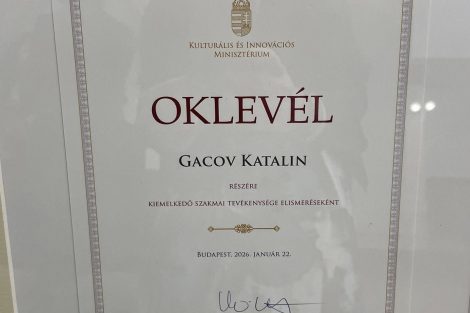 Kulturális és Innovációs
Minisztérium
OKLEVÉL
Gacov Katalin
részére
kiemelkedő szakmai tevékenysége elismeréseként
Budapest, 2026. január 22.